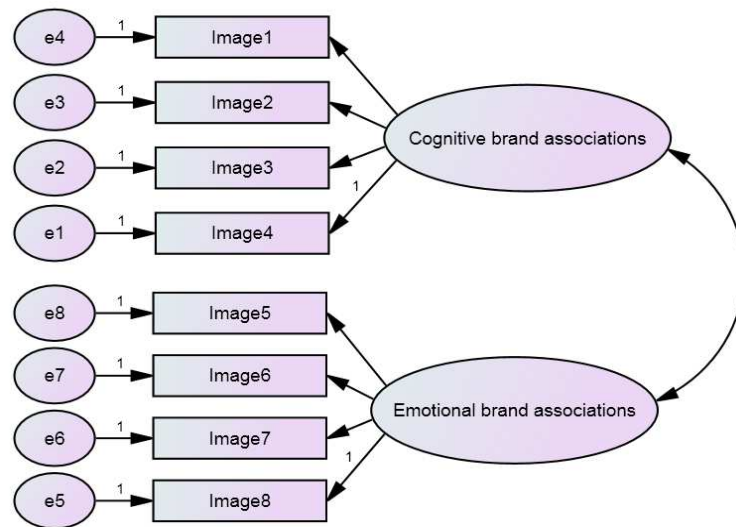 e4 1 Image1
e3 1 Image2
Cognitive brand associations
e2 1 Image3
1
e1 1 Image4
e8 1 Image5
e7 1 Image6
Emotional brand associations
e6 1 Image7
1
e5 1 Image8